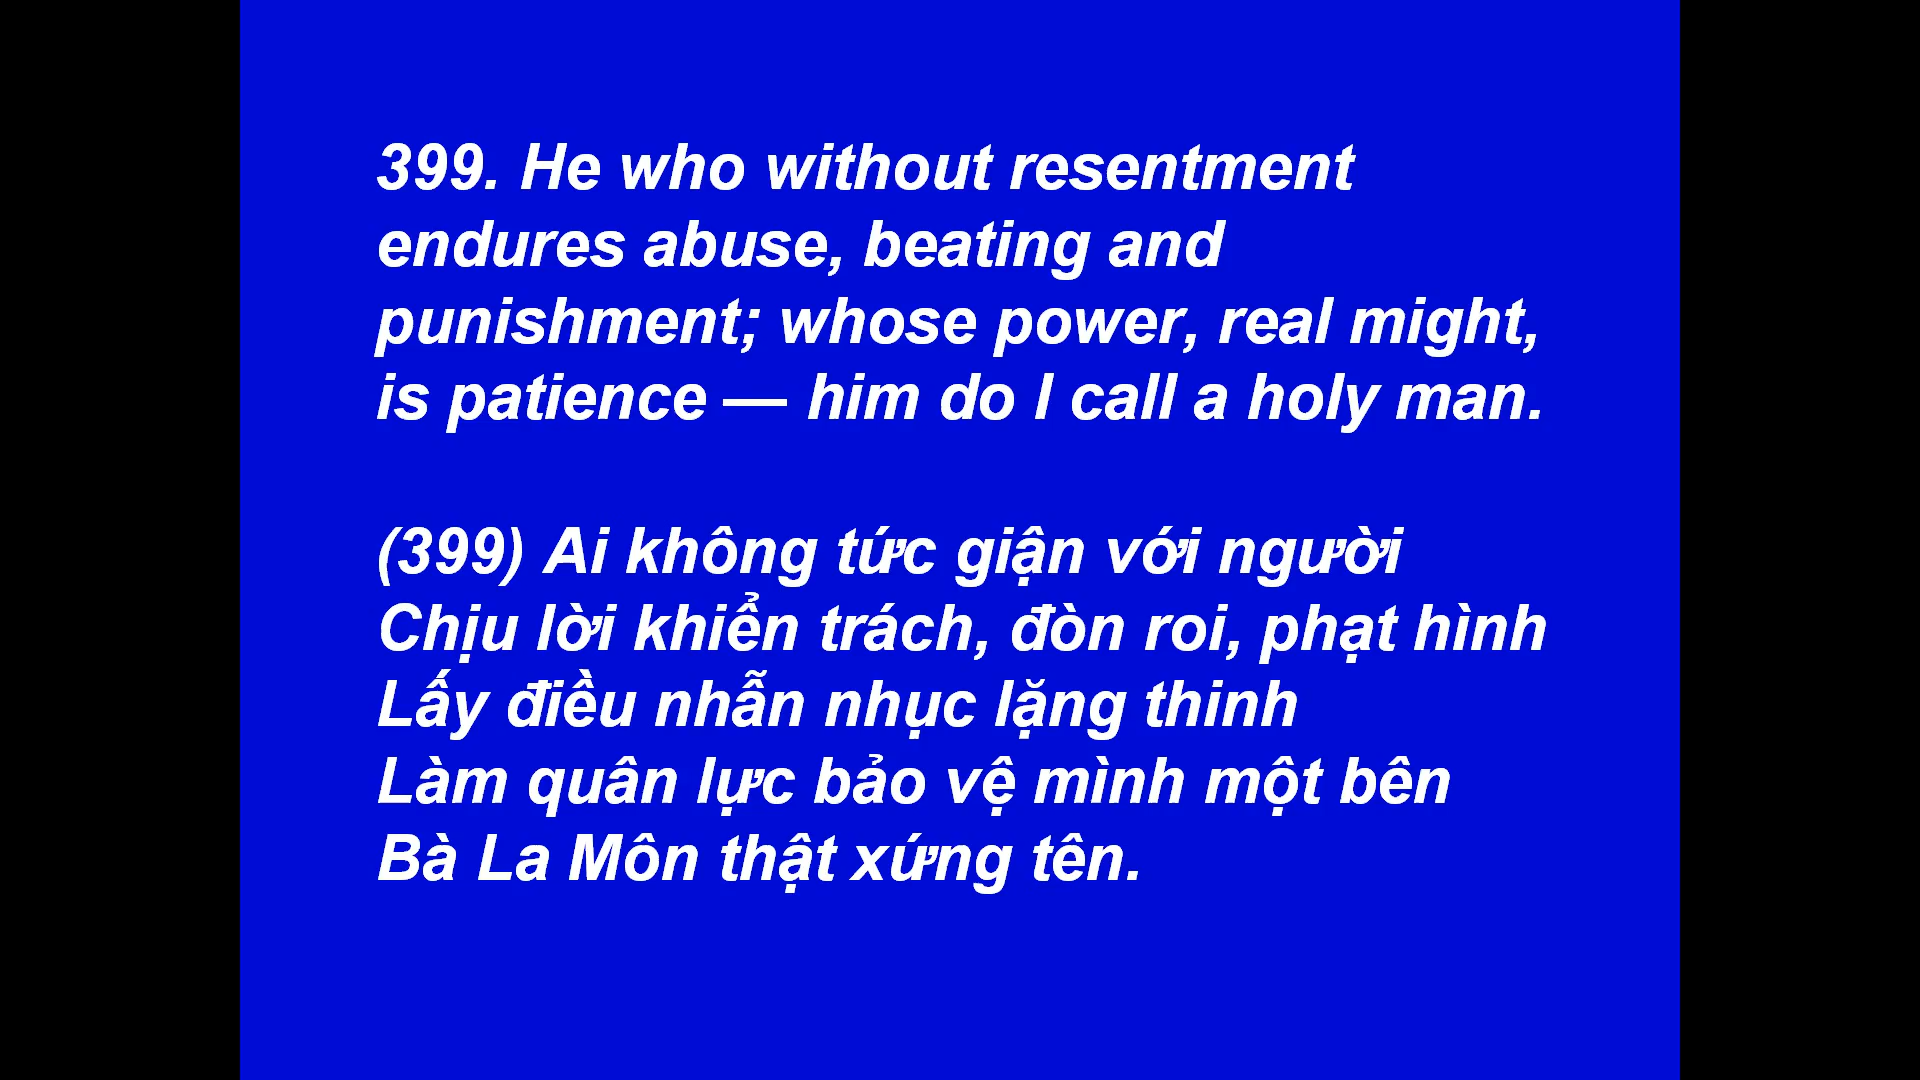 399. He who without resentment
endures abuse, beating and
punishment; whose power, real might,
is patience — him do I call a holy man.
(399) Ai không tức giận với người
Chịu lời khiển trách, đòn roi, phạt hình
Lấy điều nhẫn nhục lặng thinh
Làm quân lực bảo vệ mình một bên
Bà La Môn thật xứng tên.